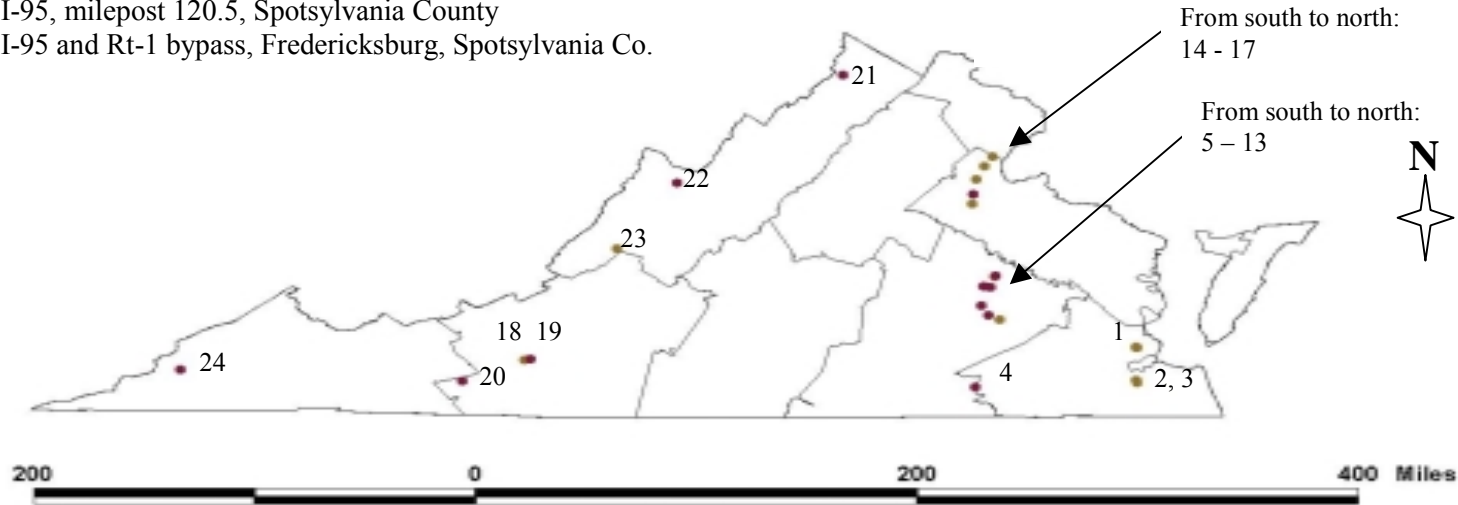 I-95, milepost 120.5, Spotsylvania County
I-95 and Rt-1 bypass, Fredericksburg, Spotsylvania Co.
From south to north:
14 - 17
21
From south to north:
5 – 13
N
22
23
18 19
1
24
20
4
2, 3
200 0 200 400 Miles